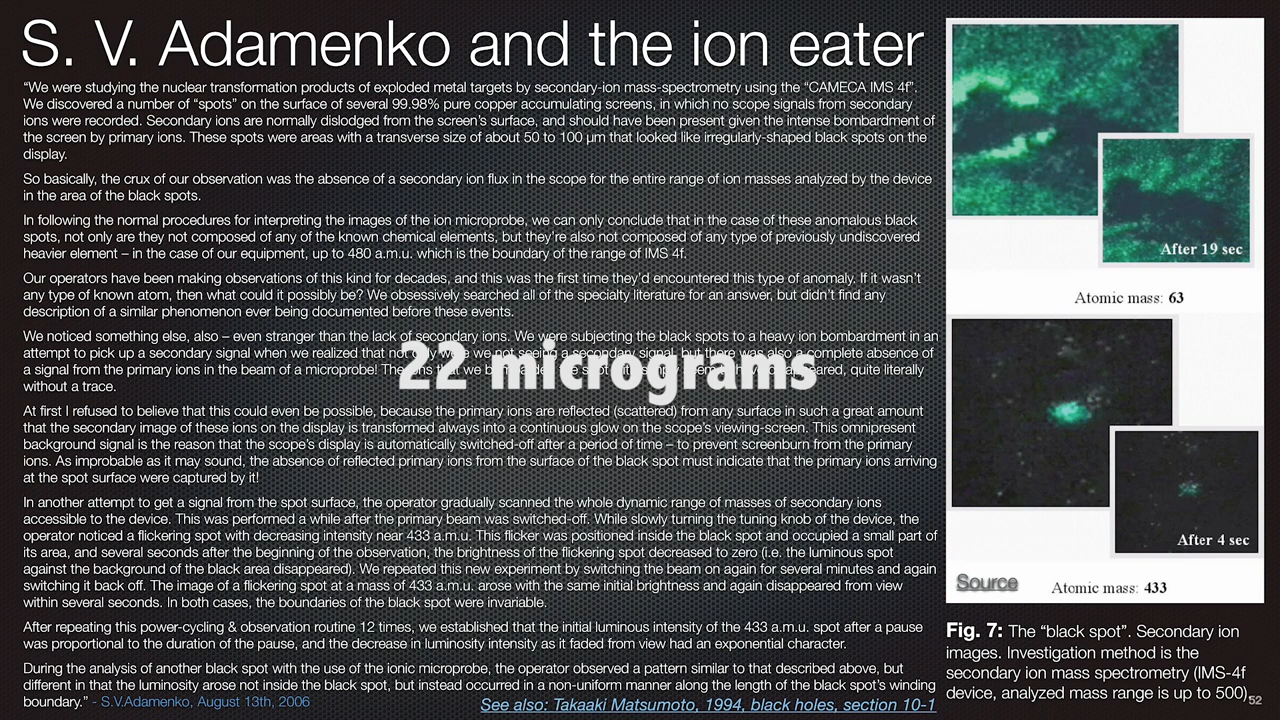 S. V. Adamenko and the ion eater
“We were studying the nuclear transformation products of exploded metal targets by secondary-ion mass-spectrometry using the “CAMECA IMS 4f”.
We discovered a number of “spots” on the surface of several 99.98% pure copper accumulating screens, in which no scope signals from secondary
ions were recorded. Secondary ions are normally dislodged from the screen’s surface, and should have been present given the intense bombardment of
the screen by primary ions. These spots were areas with a transverse size of about 50 to 100 µm that looked like irregularly-shaped black spots on the
display.
So basically, the crux of our observation was the absence of a secondary ion flux in the scope for the entire range of ion masses analyzed by the device
in the area of the black spots.
In following the normal procedures for interpreting the images of the ion microprobe, we can only conclude that in the case of these anomalous black
spots, not only are they not composed of any of the known chemical elements, but they’re also not composed of any type of previously undiscovered
heavier element – in the case of our equipment, up to 480 a.m.u. which is the boundary of the range of IMS 4f.
Our operators have been making observations of this kind for decades, and this was the first time they’d encountered this type of anomaly. If it wasn’t
any type of known atom, then what could it possibly be? We obsessively searched all of the specialty literature for an answer, but didn’t find any
description of a similar phenomenon ever being documented before these events.
We noticed something else, also – even stranger than the lack of secondary ions. We were subjecting the black spots to a heavy ion bombardment in an
attempt to pick up a secondary signal when we realized that not only were we not seeing a secondary signal, but there was also a complete absence of
a signal from the primary ions in the beam of a microprobe! The quite literally
without a trace.
22 micrograms
At first I refused to believe that this could even be possible, because the primary ions are reflected (scattered) from any surface in such a great amount
that the secondary image of these ions on the display is transformed always into a continuous glow on the scope’s viewing-screen. This omnipresent
background signal is the reason that the scope’s display is automatically switched-off after a period of time – to prevent screenburn from the primary
ions. As improbable as it may sound, the absence of reflected primary ions from the surface of the black spot must indicate that the primary ions arriving
at the spot surface were captured by it!
In another attempt to get a signal from the spot surface, the operator gradually scanned the whole dynamic range of masses of secondary ions
accessible to the device. This was performed a while after the primary beam was switched-off. While slowly turning the tuning knob of the device, the
operator noticed a flickering spot with decreasing intensity near 433 a.m.u. This flicker was positioned inside the black spot and occupied a small part of
its area, and several seconds after the beginning of the observation, the brightness of the flickering spot decreased to zero (i.e. the luminous spot
against the background of the black area disappeared). We repeated this new experiment by switching the beam on again for several minutes and again
switching it back off. The image of a flickering spot at a mass of 433 a.m.u. arose with the same initial brightness and again disappeared from view
within several seconds. In both cases, the boundaries of the black spot were invariable.
After repeating this power-cycling & observation routine 12 times, we established that the initial luminous intensity of the 433 a.m.u. spot after a pause
was proportional to the duration of the pause, and the decrease in luminosity intensity as it faded from view had an exponential character.
During the analysis of another black spot with the use of the ionic microprobe, the operator observed a pattern similar to that described above, but
different in that the luminosity arose not inside the black spot, but instead occurred in a non-uniform manner along the length of the black spot’s winding
boundary.” - S.V.Adamenko, August 13th, 2006
See also: Takaaki Matsumoto, 1994, black holes, section 10-1
After 19 sec
Atomic mass: 63
After 4 sec
Source
Atomic mass: 433
Fig. 7: The “black spot”. Secondary ion
images. Investigation method is the
secondary ion mass spectrometry (IMS-4f
device, analyzed mass range is up to 500).
52